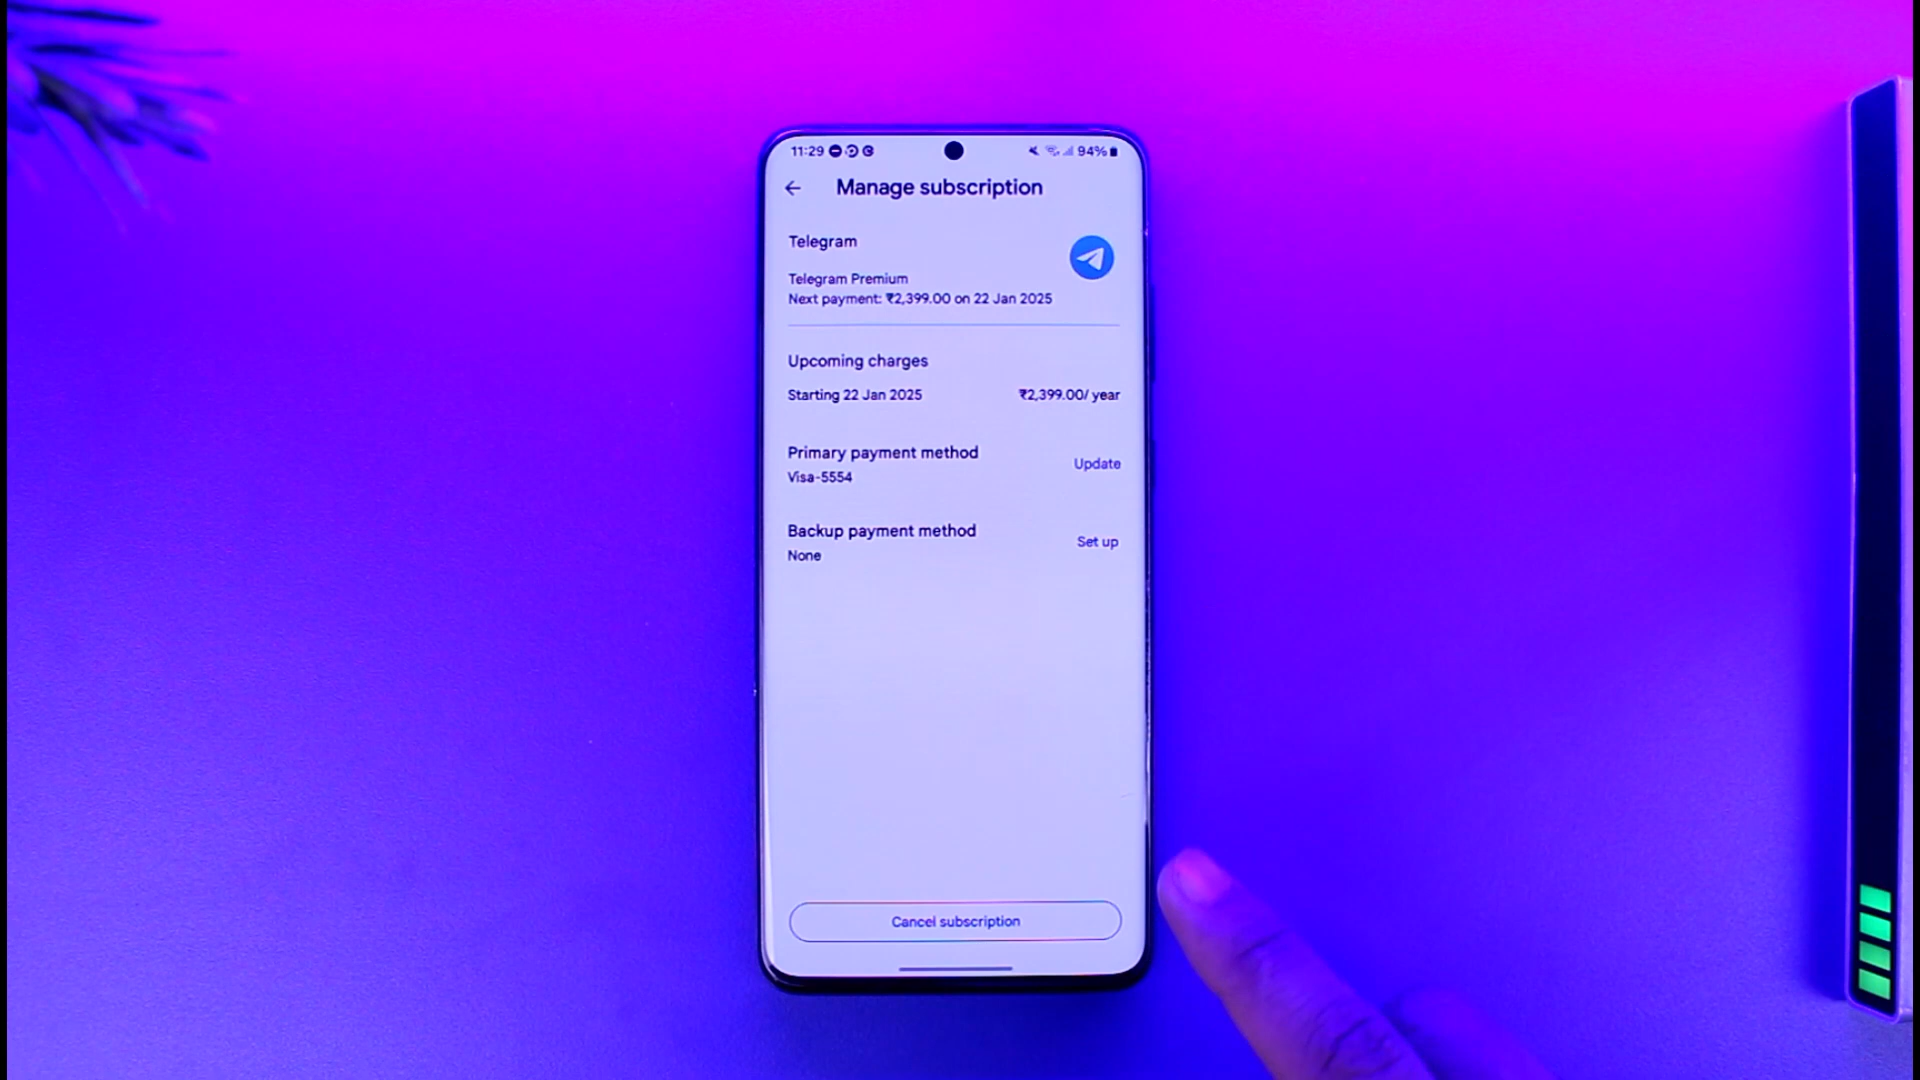 11:29 94%
Manage subscription
Telegram
Telegram Premium
Next payment: ₹2,399.00 on 22 Jan 2025
Upcoming charges
Starting 22 Jan 2025 ₹2,399.00/ year
Primary payment method
Update
Visa-5554
Backup payment method
Set up
None
Cancel subscription